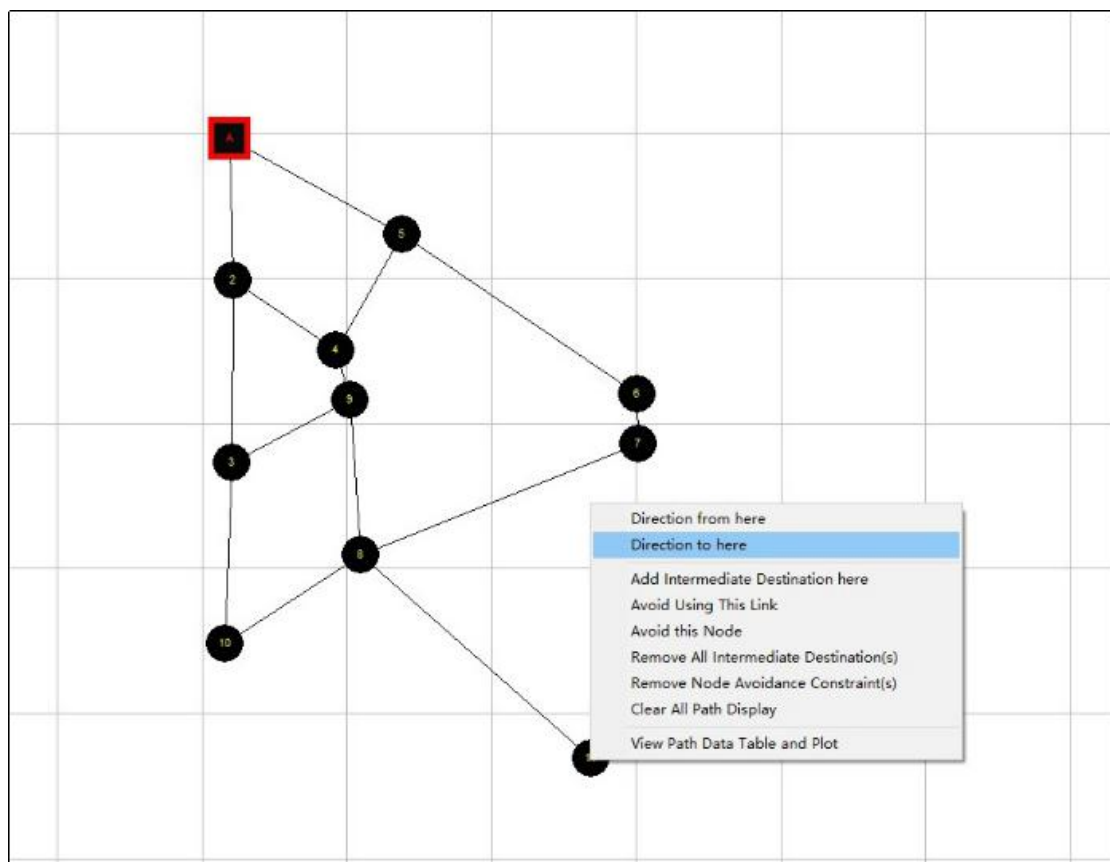 A
5
2
4
6
9
7
3
Direction from here
Direction to here
8
Add Intermediate Destination here
Avoid Using This Link
Avoid this Node
10
Remove All Intermediate Destination(s)
Remove Node Avoidance Constraint(s)
Clear All Path Display
View Path Data Table and Plot